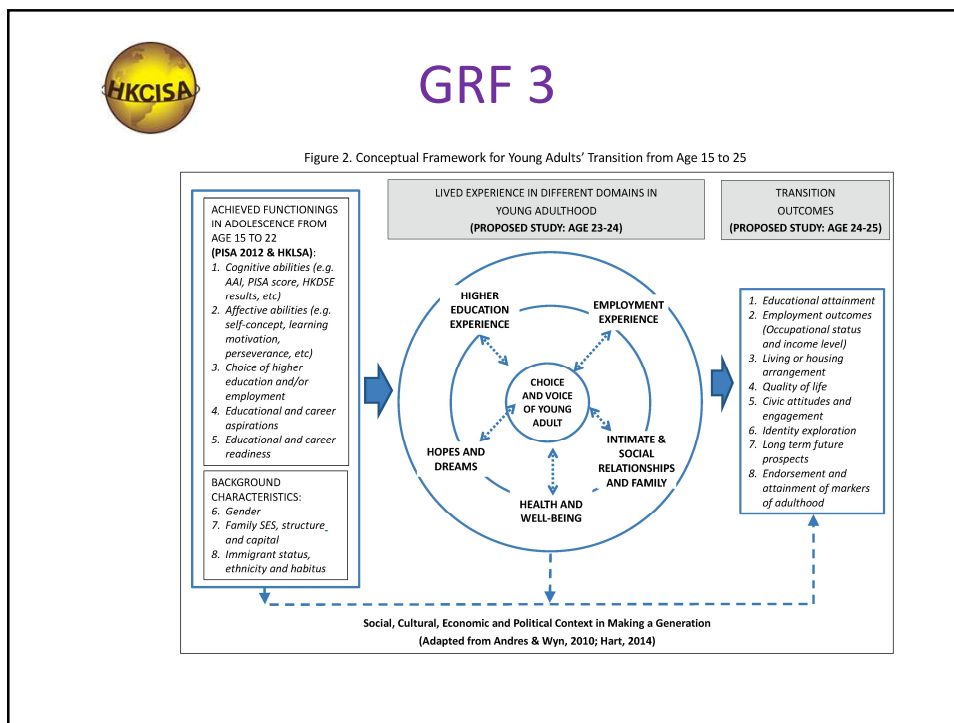 HKCISA
GRF 3
Figure 2. Conceptual Framework for Young Adults' Transition from Age 15 to 25
ACHIEVED FUNCTIONINGS
IN ADOLESCENCE FROM
AGE 15 TO 22
(PISA 2012 & HKLSA):
1. Cognitive abilities (e.g.
AAI, PISA score, HKDSE
results, etc)
2. Affective abilities (e.g.
self-concept, learning
motivation,
perseverance, etc)
3. Choice of higher
education and/or
employment
4. Educational and career
aspirations
5. Educational and career
readiness
BACKGROUND
CHARACTERISTICS:
6. Gender
7. Family SES, structure
and capital
8. Immigrant status,
ethnicity and habitus
LIVED EXPERIENCE IN DIFFERENT DOMAINS IN
YOUNG ADULTHOOD
(PROPOSED STUDY: AGE 23-24)
HIGHER
EDUCATION
EXPERIENCE
EMPLOYMENT
EXPERIENCE
CHOICE
AND VOICE
OF YOUNG
ADULT
HOPES AND
DREAMS
INTIMATE &
SOCIAL
RELATIONSHIPS
AND FAMILY
HEALTH AND
WELL-BEING
TRANSITION
OUTCOMES
(PROPOSED STUDY: AGE 24-25)
1. Educational attainment
2. Employment outcomes
(Occupational status
and income level)
3. Living or housing
arrangement
4. Quality of life
5. Civic attitudes and
engagement
6. Identity exploration
7. Long term future
prospects
8. Endorsement and
attainment of markers
of adulthood
Social, Cultural, Economic and Political Context in Making a Generation
(Adapted from Andres & Wyn, 2010; Hart, 2014)